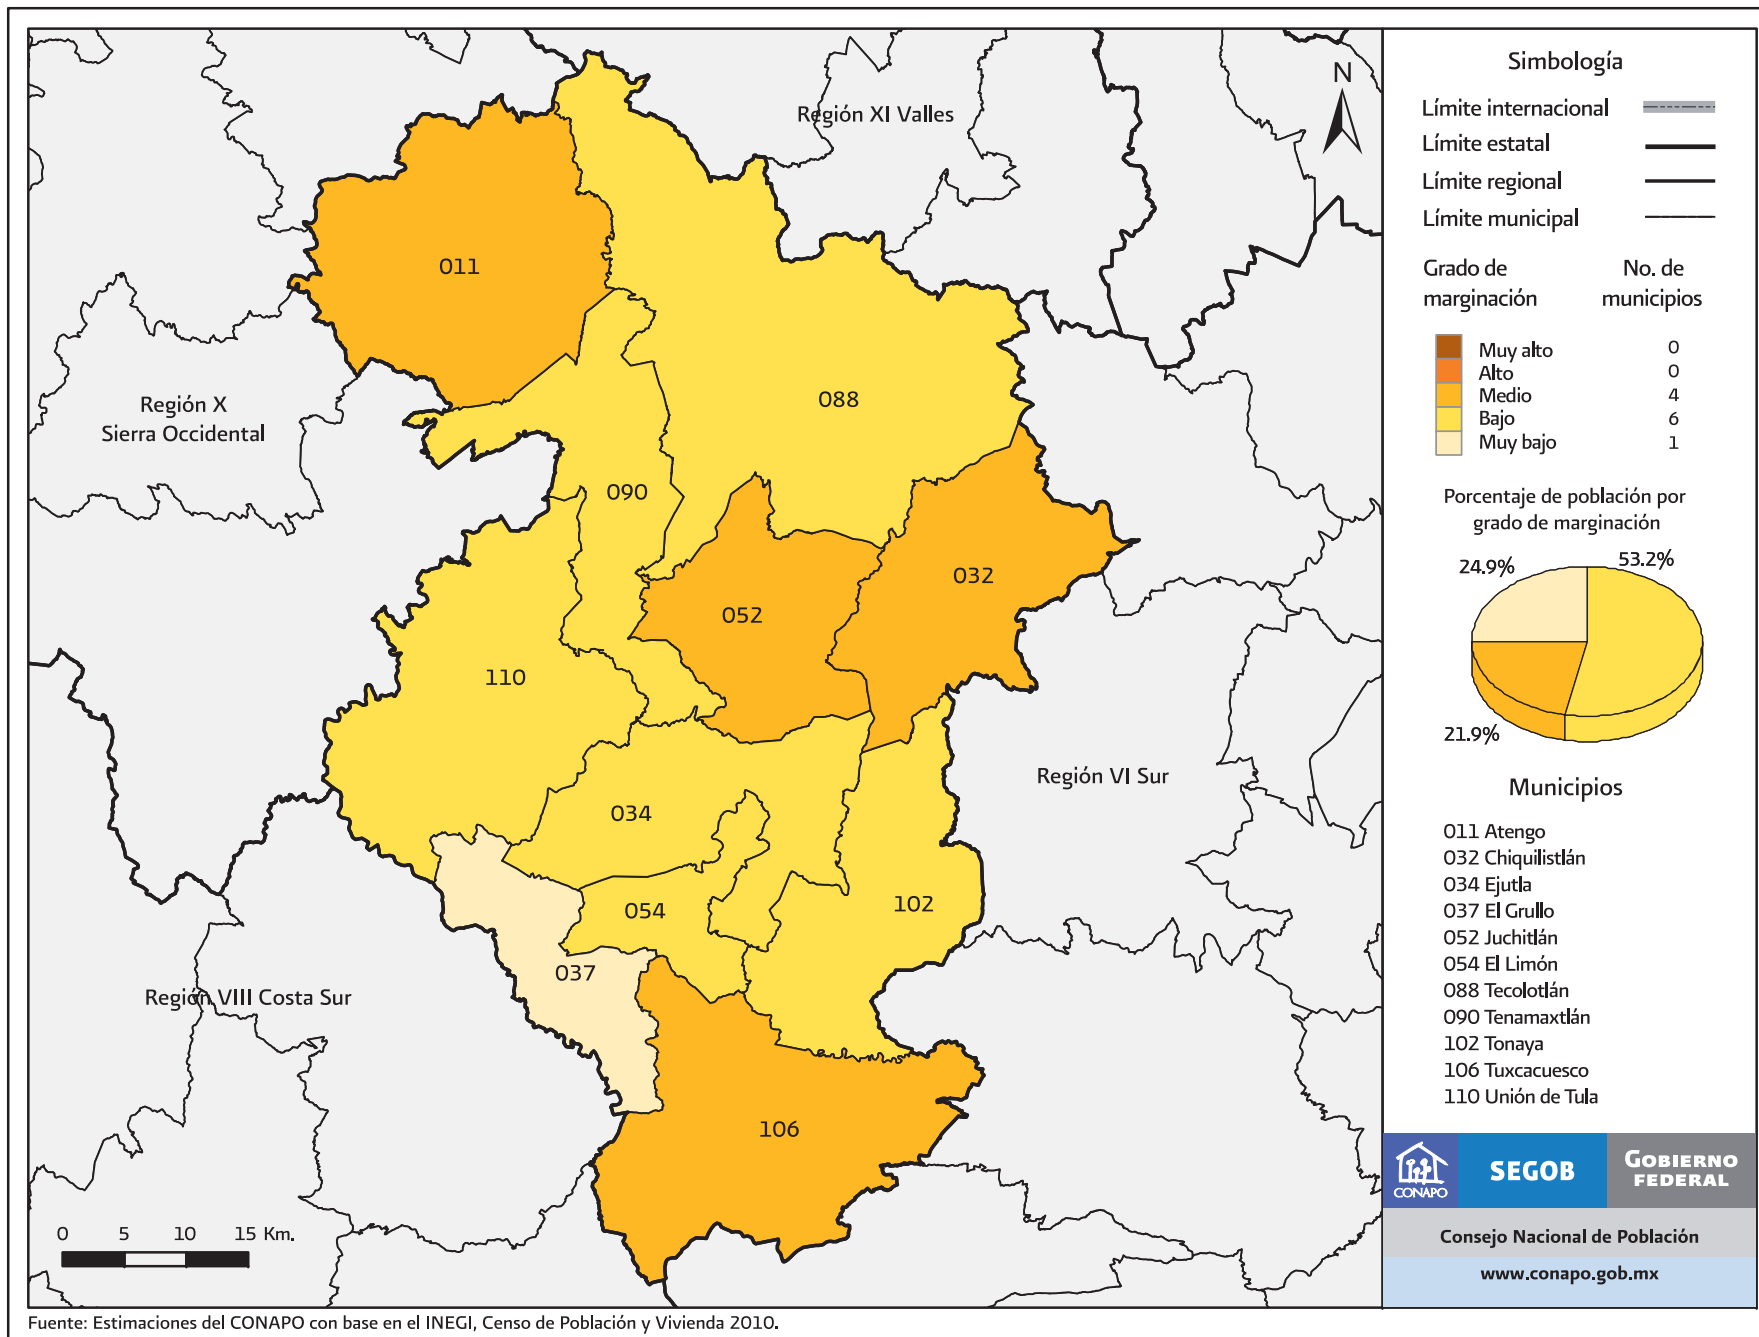 Región XI Valles
N
011
088
Región X
Sierra Occidental
090
032
052
110
Región VI Sur
034
054
102
037
Región VIII Costa Sur
106
0 5 10 15 Km.
Simbología
Límite internacional
Límite estatal
Límite regional
Límite municipal
Grado de marginación
No. de municipios
Muy alto 0
Alto 0
Medio 4
Bajo 6
Muy bajo 1
Porcentaje de población por
grado de marginación
24.9% 53.2%
21.9%
Municipios
011 Atengo
032 Chiquilistlán
034 Ejutla
037 El Grullo
052 Juchitlán
054 El Limón
088 Tecolotlán
090 Tenamaxtlán
102 Tonaya
106 Tuxcacuesco
110 Unión de Tula
CONAPO
SEGOB
GOBIERNO
FEDERAL
Consejo Nacional de Población
www.conapo.gob.mx
Fuente: Estimaciones del CONAPO con base en el INEGI, Censo de Población y Vivienda 2010.